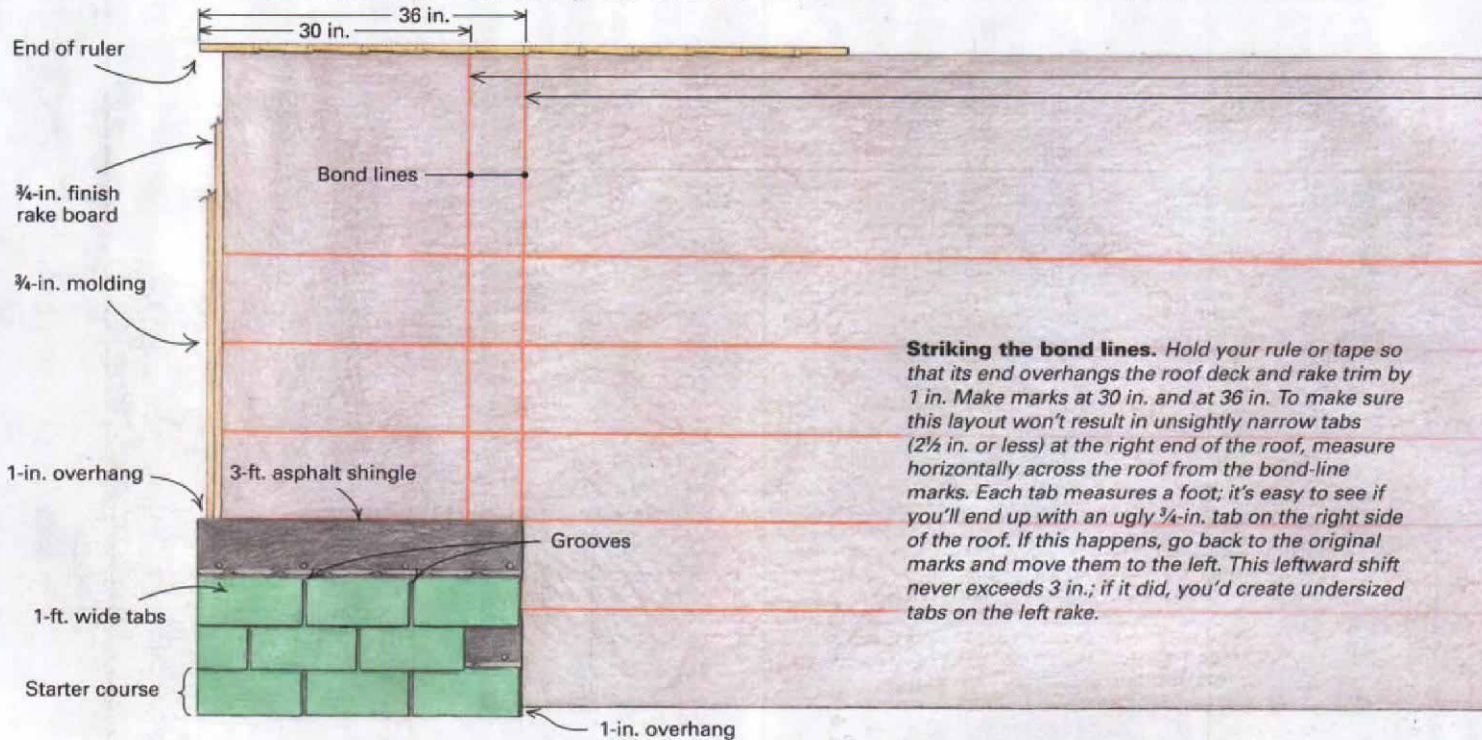 36 in.
30 in.
End of ruler
Bond lines
¾-in. finish
rake board
¾-in. molding
Striking the bond lines. Hold your rule or tape so
that its end overhangs the roof deck and rake trim by
1 in. Make marks at 30 in. and at 36 in. To make sure
this layout won't result in unsightly narrow tabs
(2½ in. or less) at the right end of the roof, measure
horizontally across the roof from the bond-line
marks. Each tab measures a foot; it's easy to see if
you'll end up with an ugly ¾-in. tab on the right side
of the roof. If this happens, go back to the original
marks and move them to the left. This leftward shift
never exceeds 3 in.; if it did, you'd create undersized
tabs on the left rake.
1-in. overhang
3-ft. asphalt shingle
Grooves
1-ft. wide tabs
Starter course
1-in. overhang